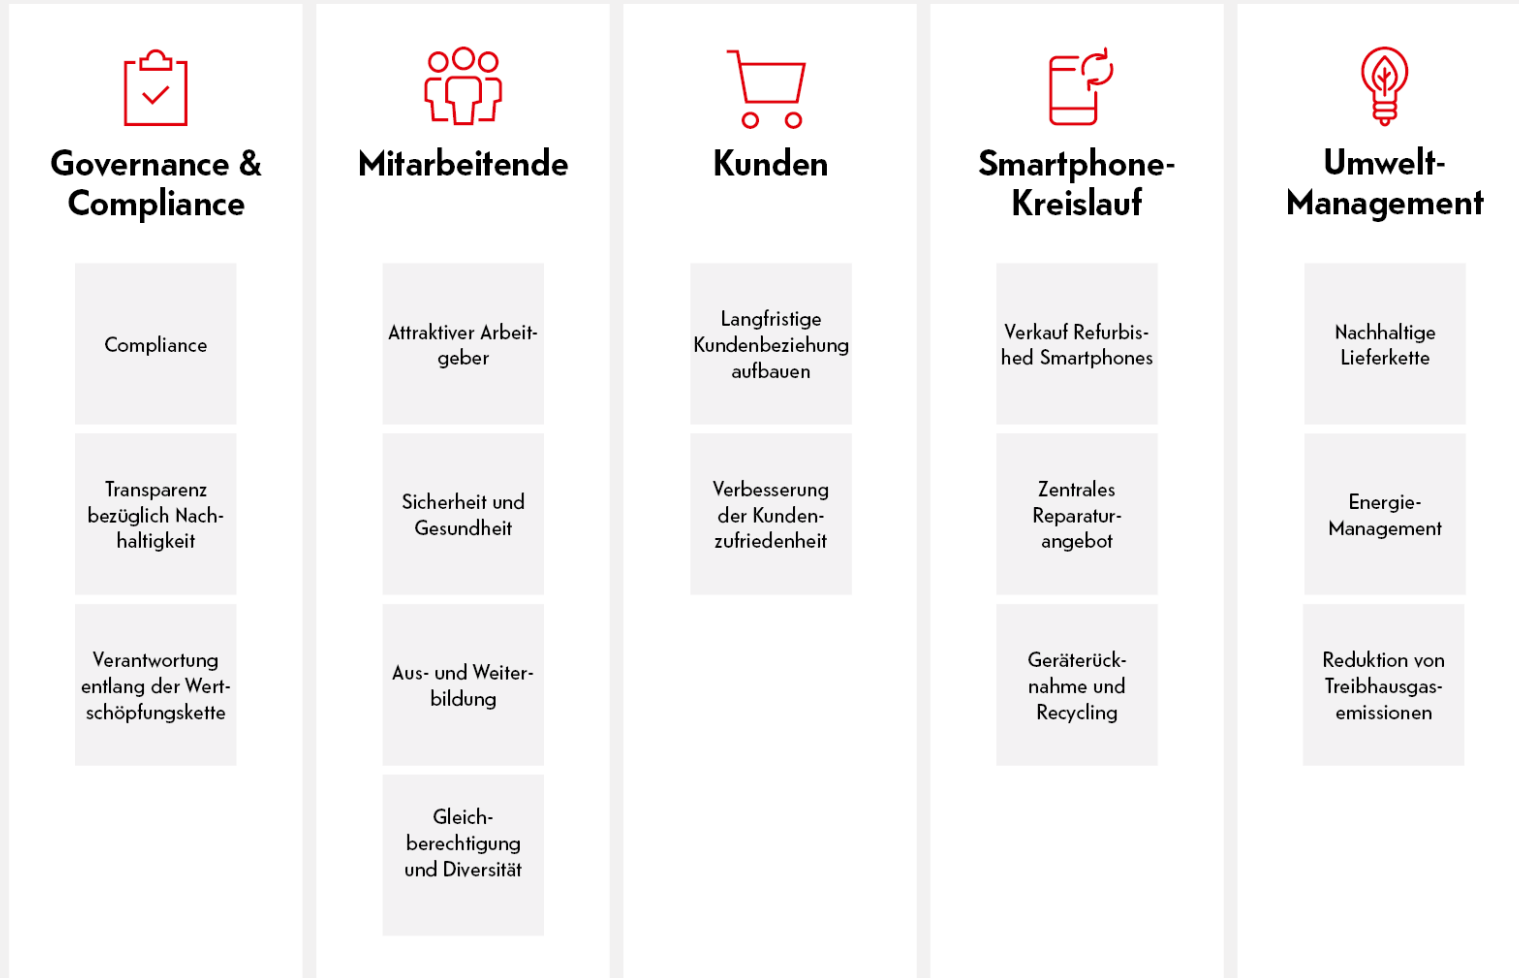 Governance &
Compliance
Compliance
Transparenz
bezüglich Nach-
haltigkeit
Verantwortung
entlang der Wert-
schöpfungskette
Mitarbeitende
Attraktiver Arbeit-
geber
Sicherheit und
Gesundheit
Aus- und Weiter-
bildung
Gleich-
berechtigung
und Diversität
Kunden
Langfristige
Kundenbeziehung
aufbauen
Verbesserung
der Kunden-
zufriedenheit
Smartphone-
Kreislauf
Verkauf Refurbis-
hed Smartphones
Zentrales
Reparatur-
angebot
Geräterück-
nahme und
Recycling
Umwelt-
Management
Nachhaltige
Lieferkette
Energie-
Management
Reduktion von
Treibhausgas-
emissionen